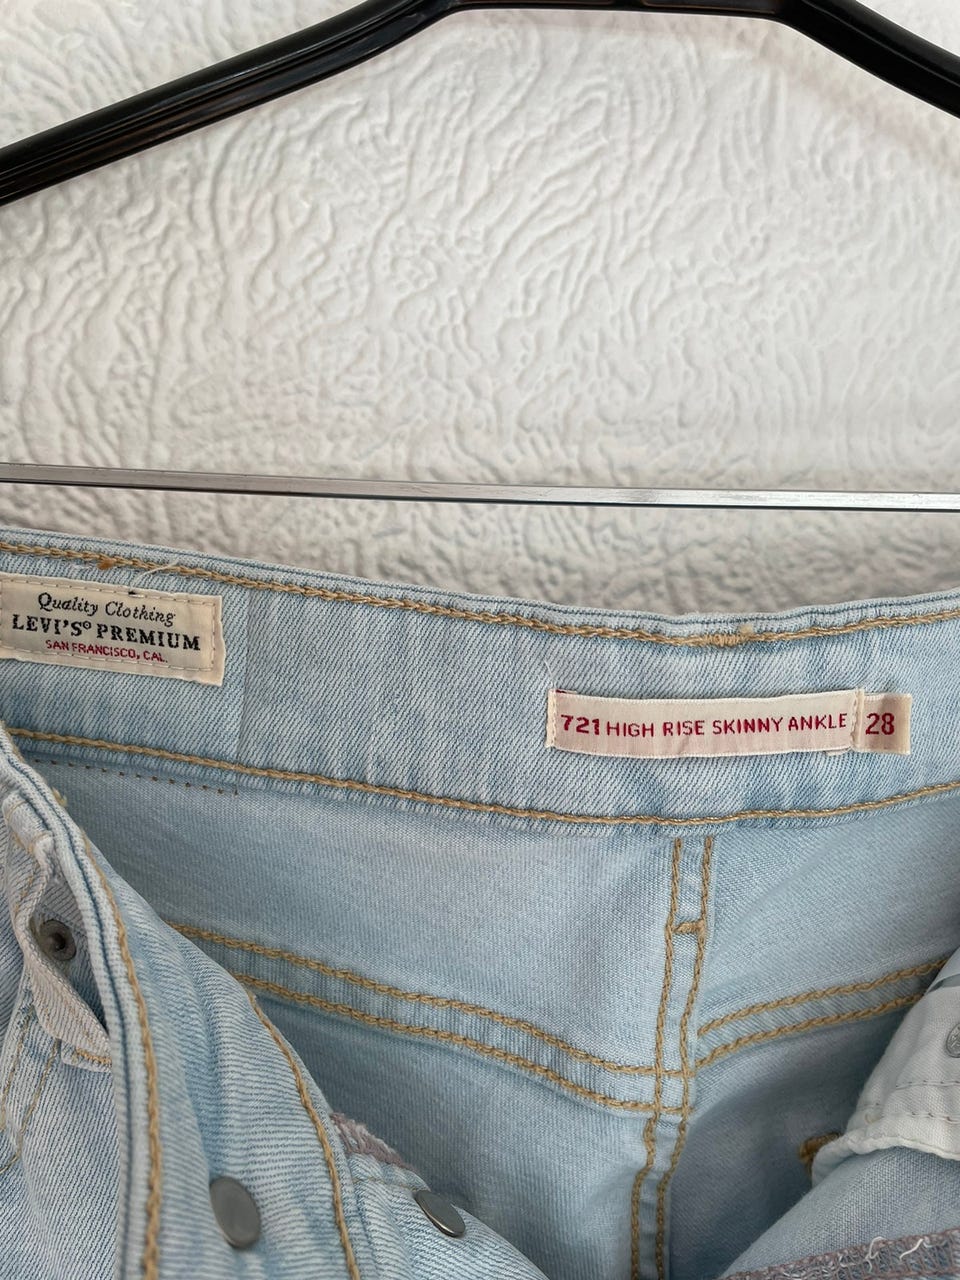 Quality Clothing
LEVI'S® PREMIUM
SAN FRANCISCO, CAL.
721 HIGH RISE SKINNY ANKLE 28